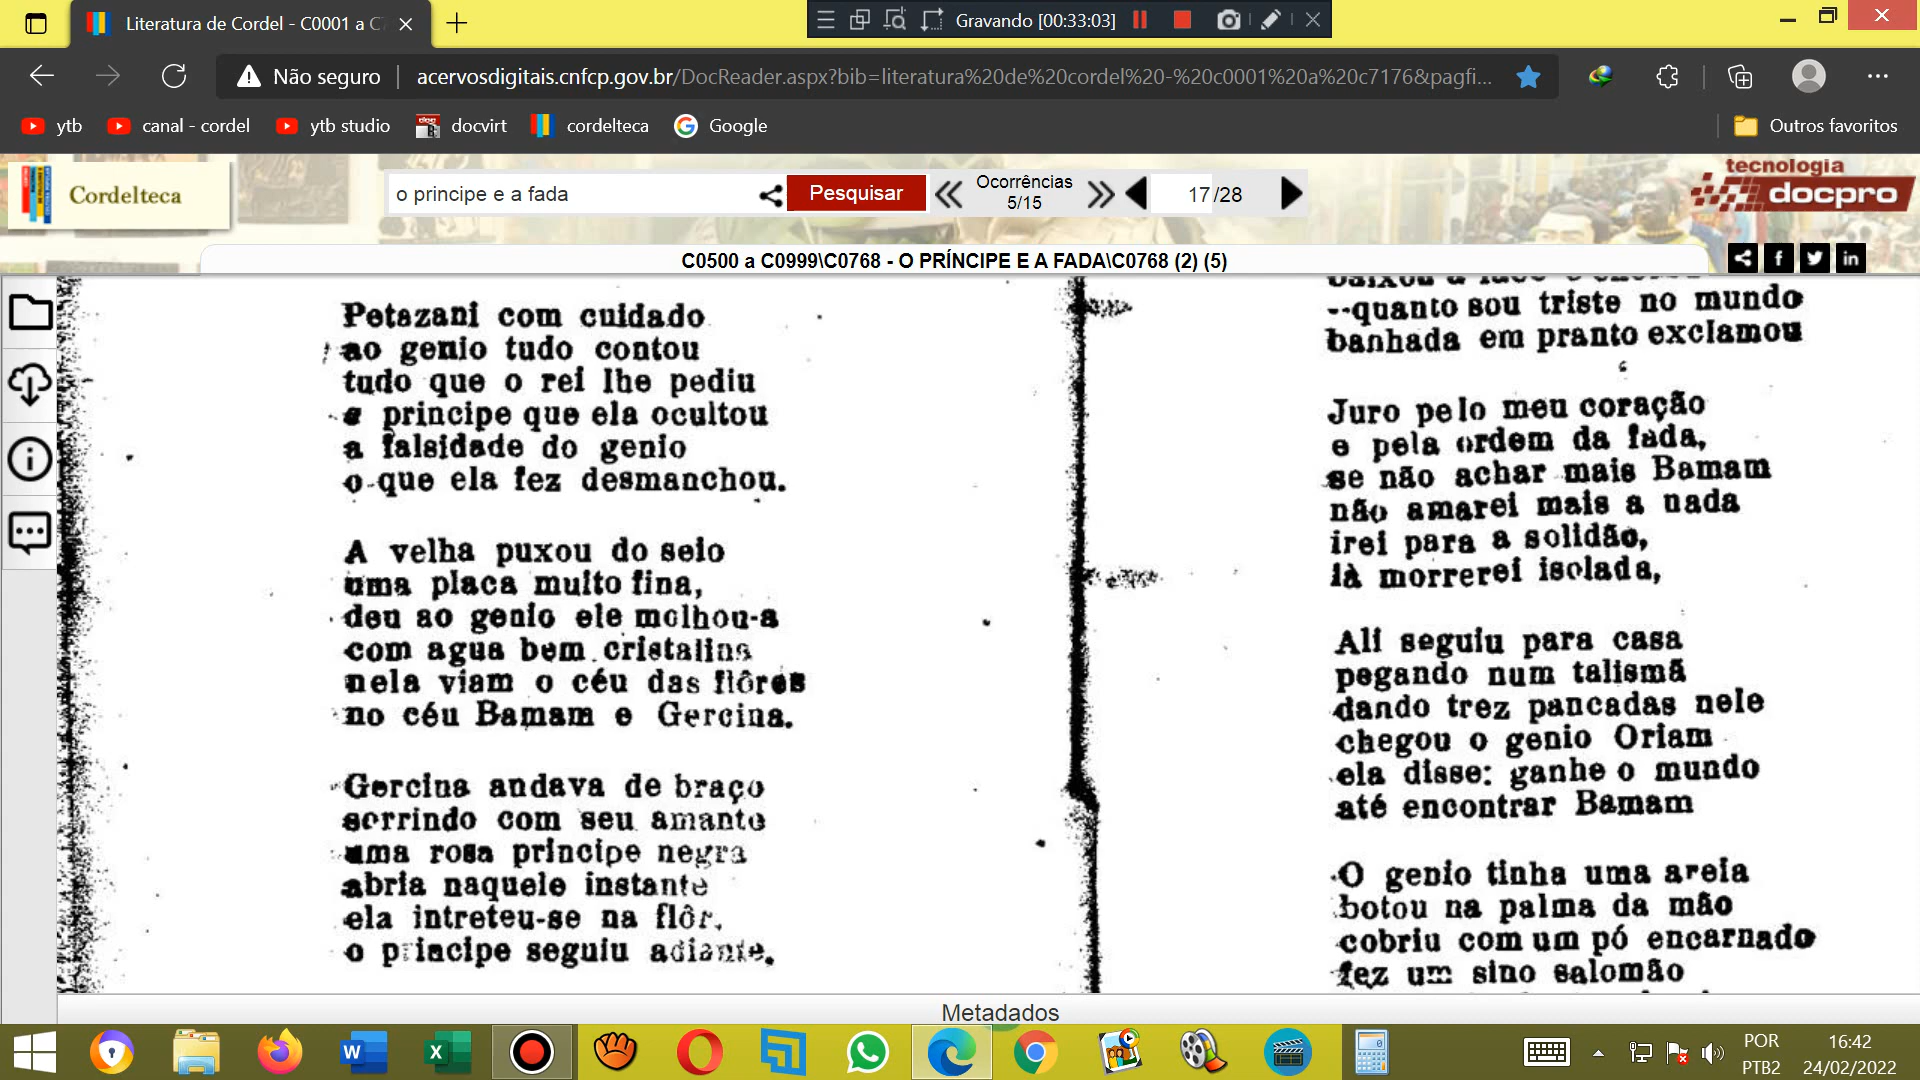 Literatura de Cordel - C0001 a C7
Gravando [00:33:03]
Não seguro
acervosdigitais.cnfcp.gov.br/DocReader.aspx?bib=literatura%20de%20cordel%20-%20c0001%20a%20c7176&pagfi...
ytb
canal - cordel
ytb studio
docvirt
cordelteca
Google
Outros favoritos
Cordelteca
o principe e a fada
Pesquisar
Ocorrências
5/15
17 /28
tecnologia
docpro
C0500 a C0999\C0768 - O PRÍNCIPE E A FADA\C0768 (2) (5)
Petazani com cuidado
ao genio tudo contou
tudo que o rei lhe pediu
e principe que ela ocultou
a falsidade do genio
o que ela fez desmanchou.
A velha puxou do seio
uma placa muito fina,
deu ao genio ele molhou-a
com agua bem cristalina
nela viam o céu das flôres
no céu Bamam e Gercina.
Gercina andava de braço
sorrindo com seu amante
uma rosa principe negra
abria naquele instante
ela intreteu-se na flôr,
o principe seguiu adiante.
--quanto sou triste no mundo
banhada em pranto exclamou
Juro pelo meu coração
e pela ordem da fada,
se não achar mais Bamam
não amarei mais a nada
irei para a solidão,
là morrerei isolada,
Ali seguiu para casa
pegando num talismã
dando trez pancadas nele
chegou o genio Oriam
ela disse: ganhe o mundo
até encontrar Bamam
O genio tinha uma areia
botou na palma da mão
cobriu com um pó encarnado
fez um sino salomão
Metadados
POR
PTB2
16:42
24/02/2022